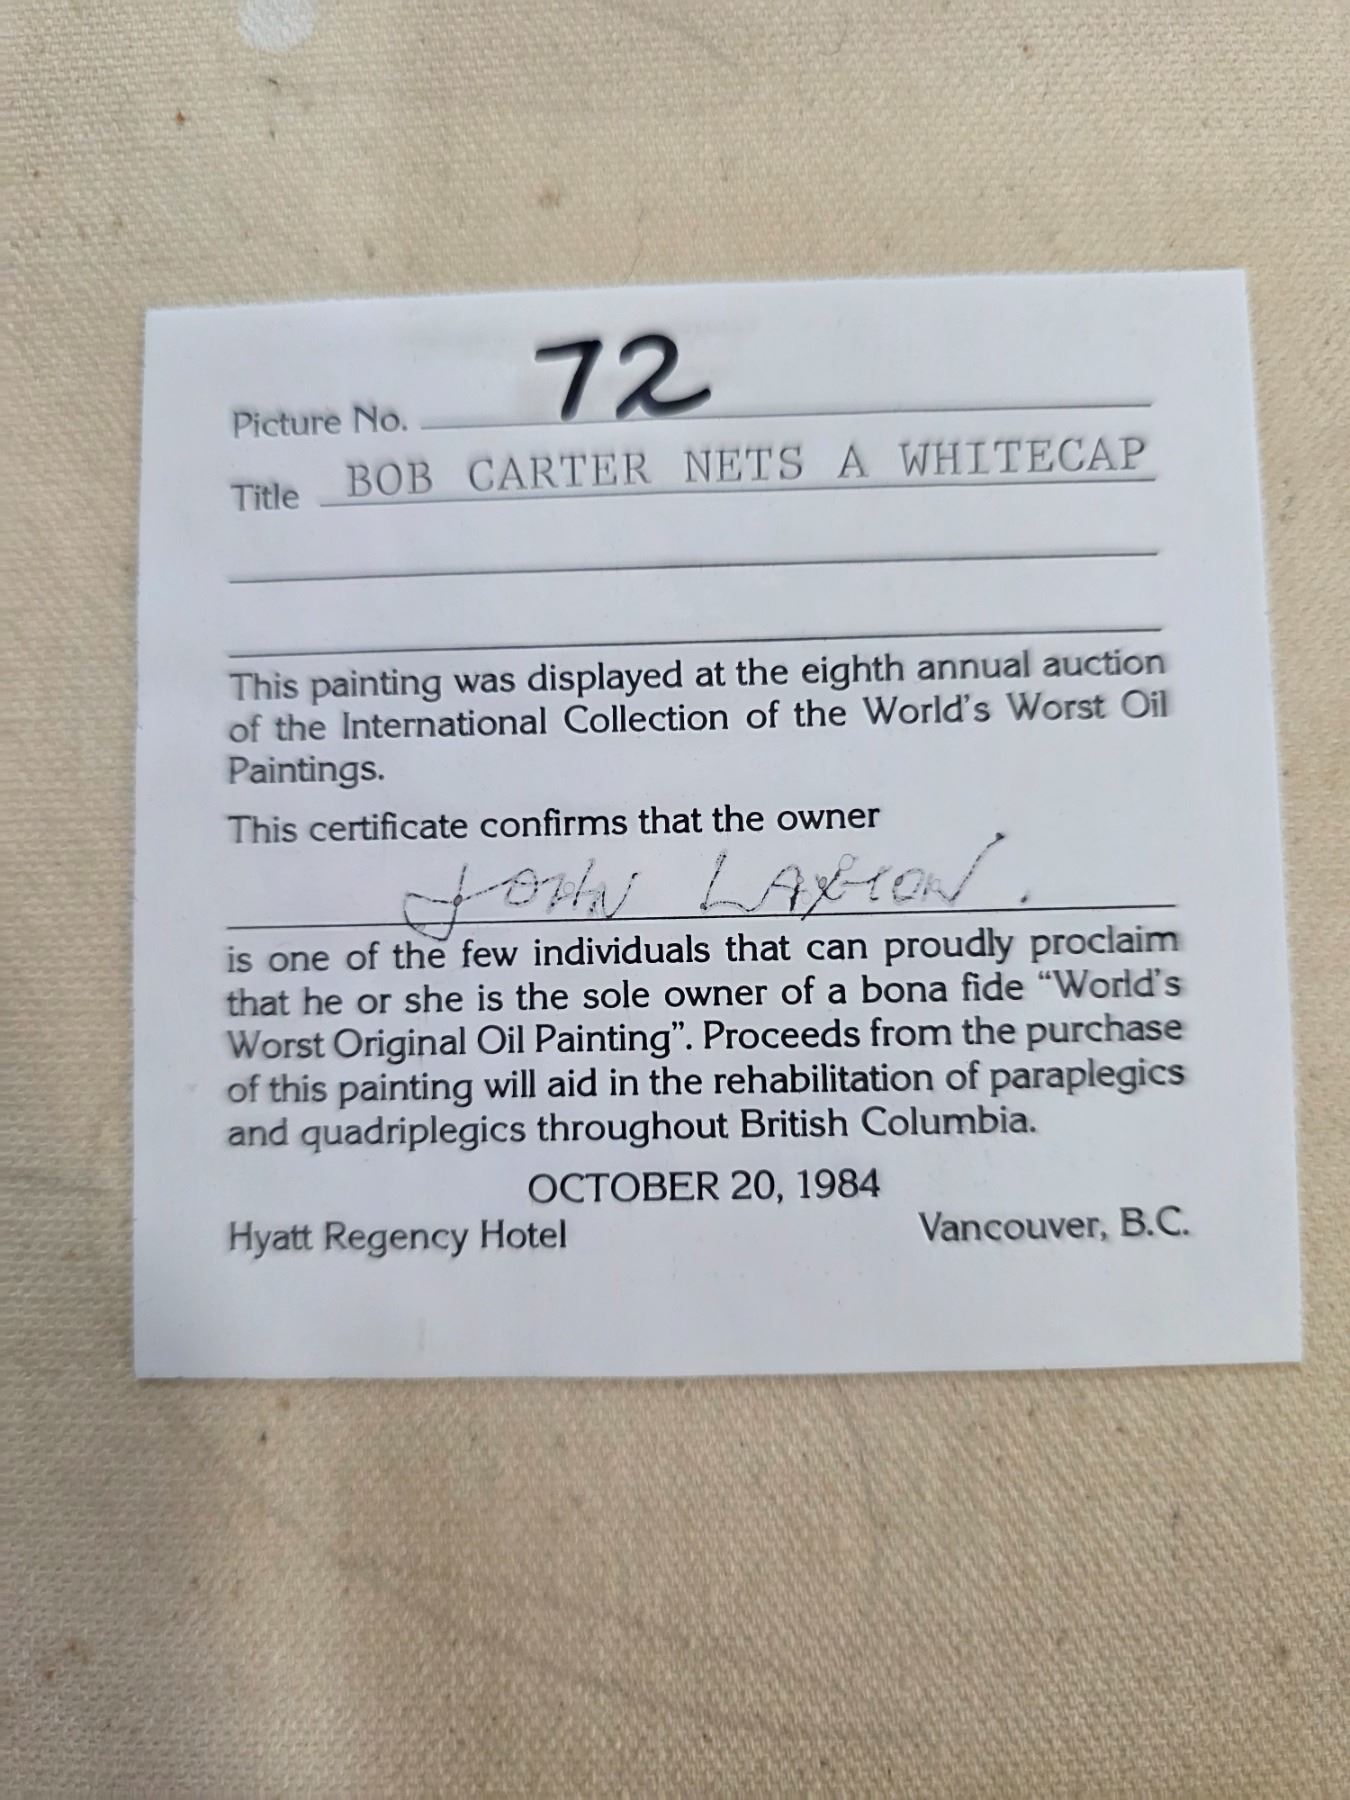 Picture No. 72
Title BOB CARTER NETS A WHITECAP
This painting was displayed at the eighth annual auction
of the International Collection of the World's Worst Oil
Paintings.
This certificate confirms that the owner
JOHN LAXTON.
is one of the few individuals that can proudly proclaim
that he or she is the sole owner of a bona fide “World's
Worst Original Oil Painting”. Proceeds from the purchase
of this painting will aid in the rehabilitation of paraplegics
and quadriplegics throughout British Columbia.
OCTOBER 20, 1984
Hyatt Regency Hotel Vancouver, B.C.